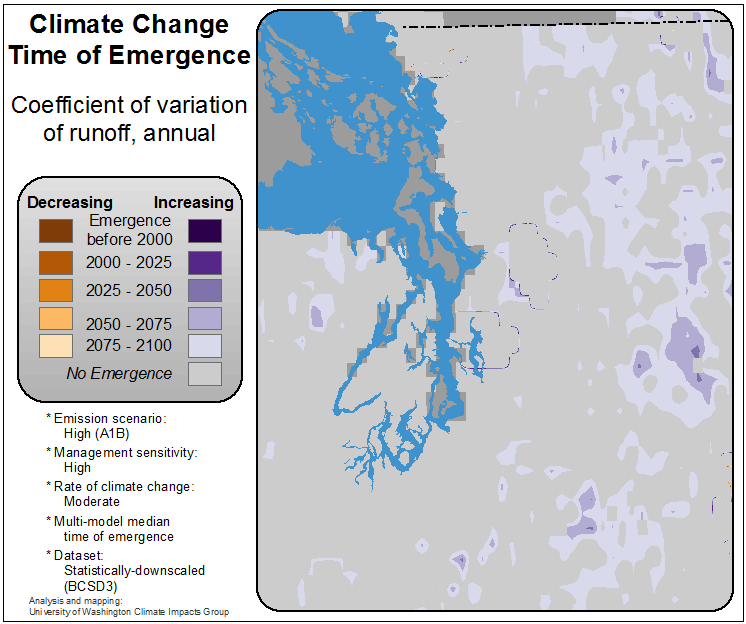 Climate Change
Time of Emergence
Coefficient of variation
of runoff, annual
Decreasing Increasing
Emergence
before 2000
2000 - 2025
2025 - 2050
2050 - 2075
2075 - 2100
No Emergence
* Emission scenario:
High (A1B)
* Management sensitivity:
High
* Rate of climate change:
Moderate
* Multi-model median
time of emergence
* Dataset:
Statistically-downscaled
(BCSD3)
Analysis and mapping:
University of Washington Climate Impacts Group